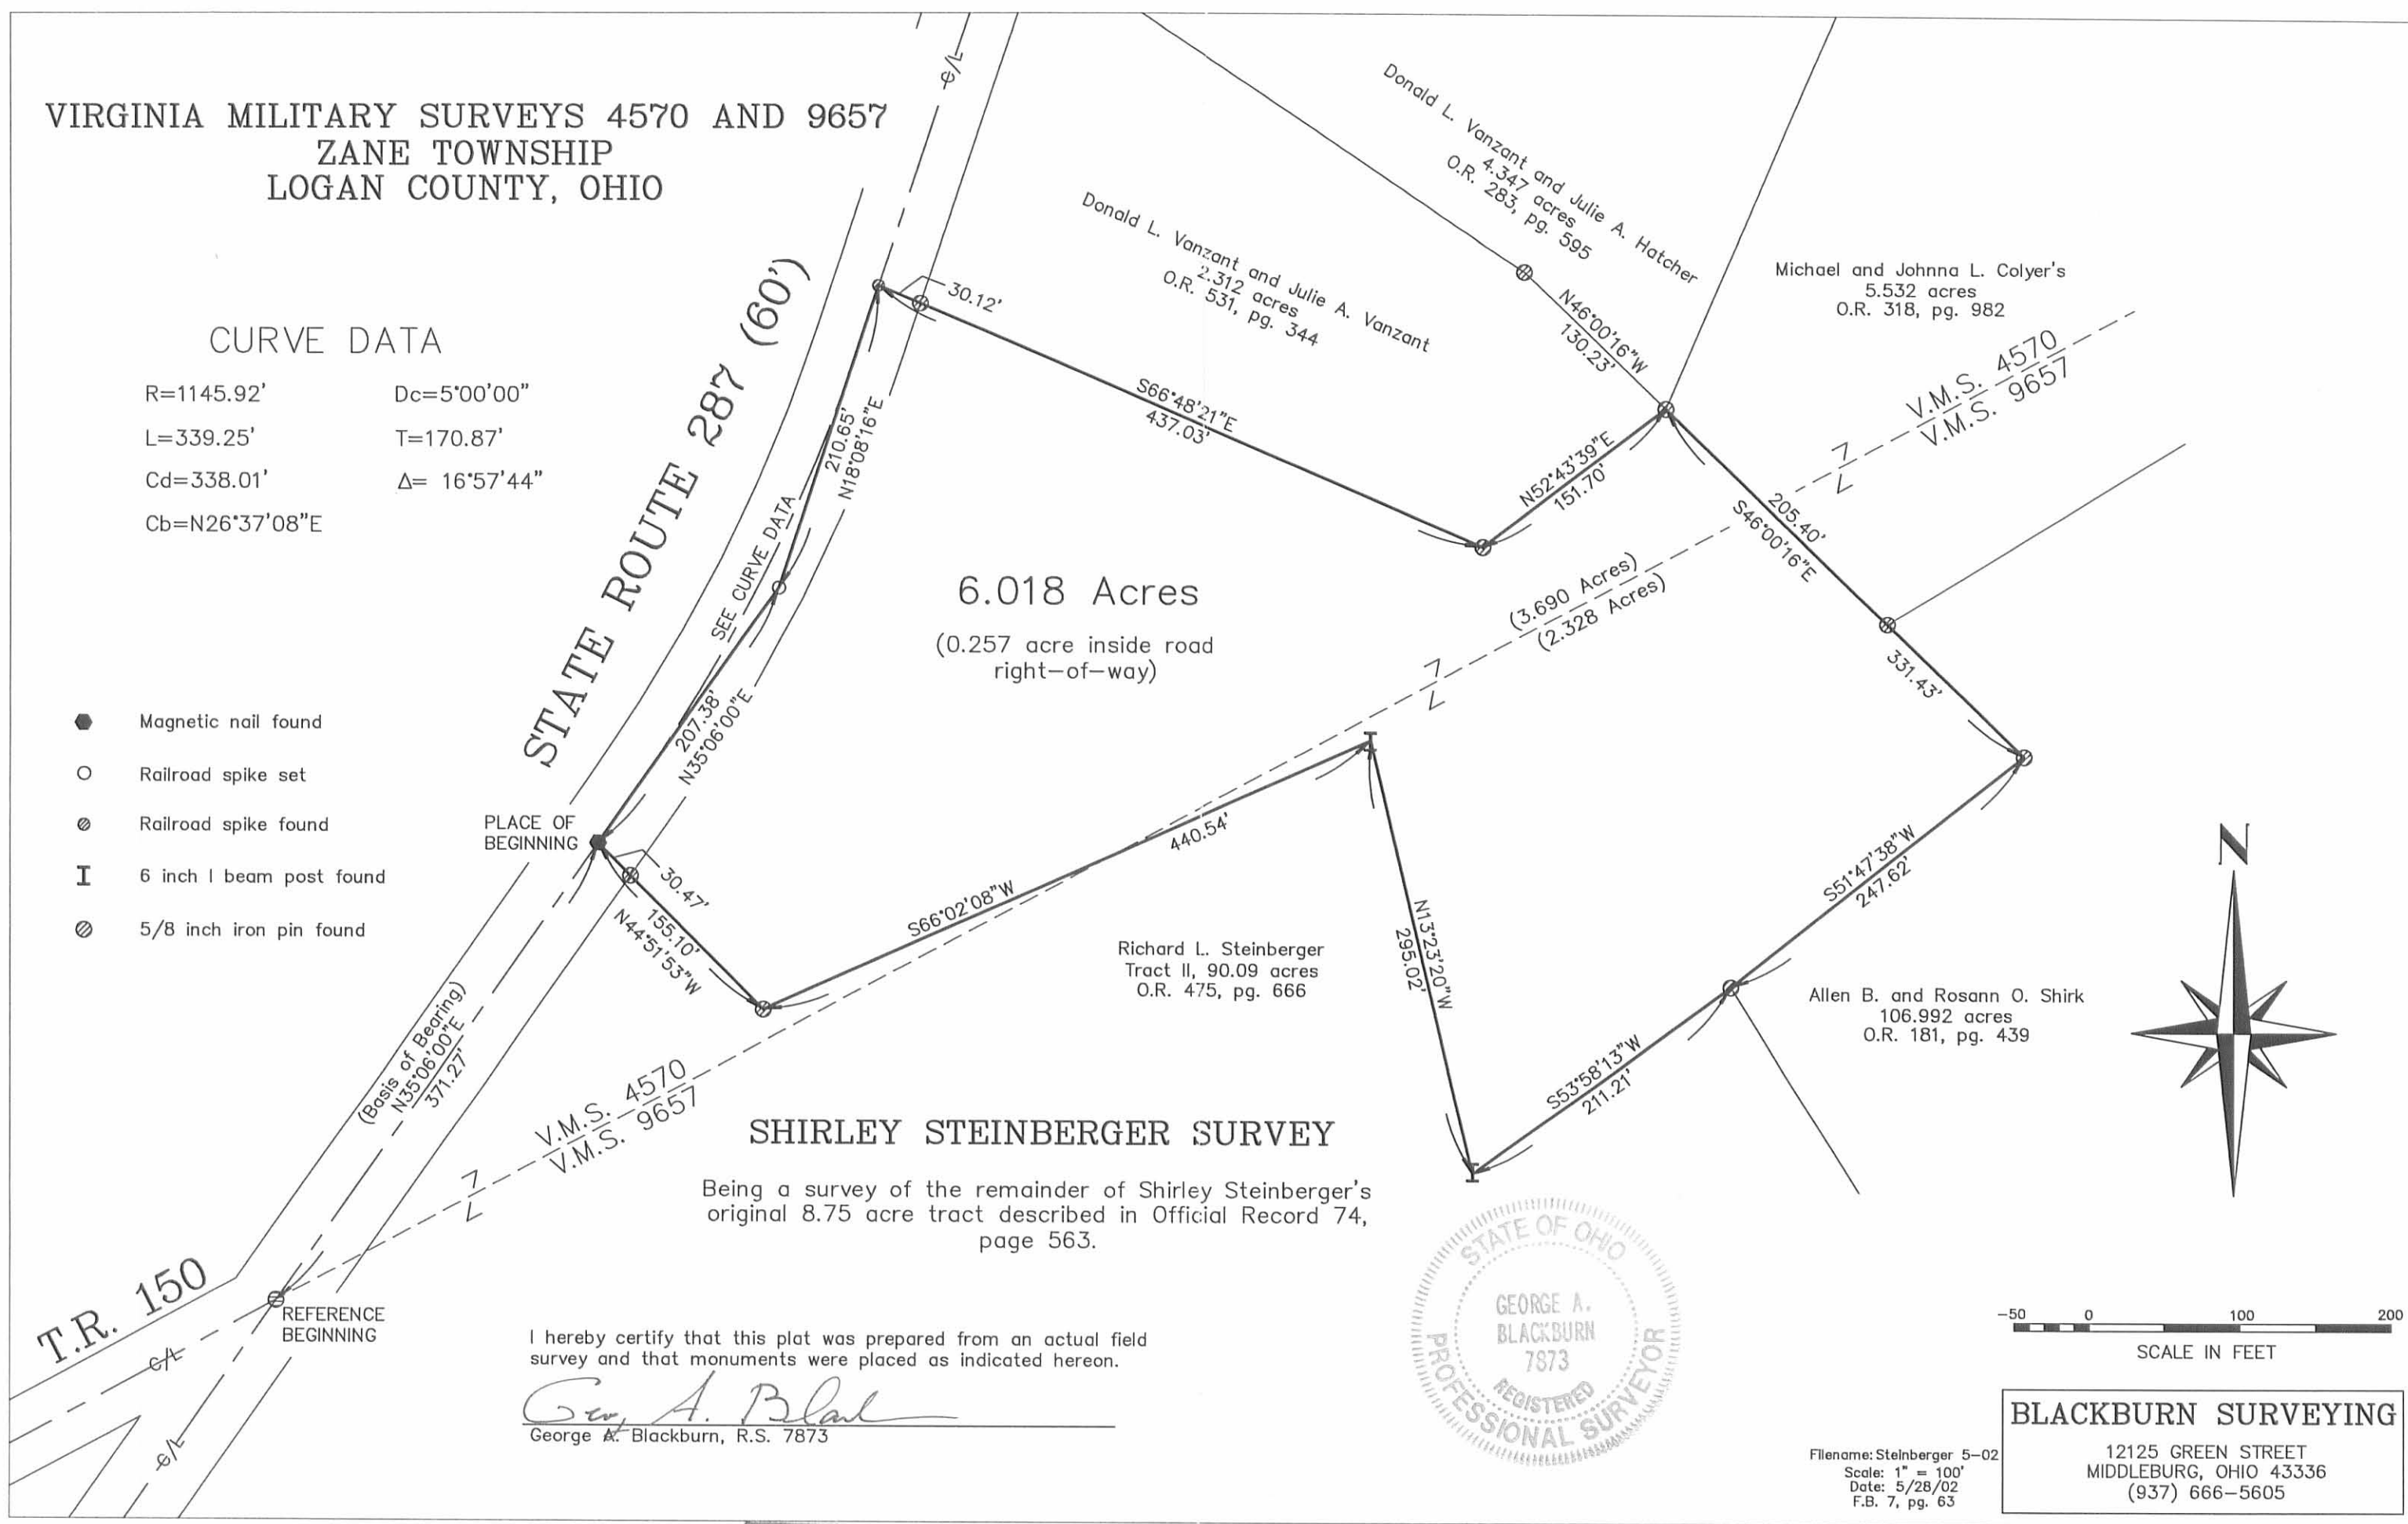 VIRGINIA MILITARY SURVEYS 4570 AND 9657
ZANE TOWNSHIP
LOGAN COUNTY, OHIO
CURVE DATA
R=1145.92'
Dc=5°00'00"
L=339.25'
T=170.87'
Cd=338.01'
Δ= 16°57'44"
Cb=N26°37'08"E
Magnetic nail found
Railroad spike set
Railroad spike found
6 inch I beam post found
5/8 inch iron pin found
STATE ROUTE 287 (60')
C/L
30.12'
210.65'
N18°08'16"E
SEE CURVE DATA
207.38'
N35°06'00"E
PLACE OF
BEGINNING
30.47'
155.10'
N44°51'53"W
(Basis of Bearing)
N35°06'00"E
371.27'
Donald L. Vanzant and Julie A. Hatcher
4.347 acres
O.R. 283, pg. 595
Donald L. Vanzant and Julie A. Vanzant
2.312 acres
O.R. 531, pg. 344
Michael and Johnna L. Colyer's
5.532 acres
O.R. 318, pg. 982
N46°00'16"W
130.23'
S66°48'21"E
437.03'
N52°43'39"E
151.70'
V.M.S. 4570
V.M.S. 9657
205.40'
S46°00'16"E
331.43'
6.018 Acres
(0.257 acre inside road
right-of-way)
(3.690 Acres)
(2.328 Acres)
S66°02'08"W
440.54'
N13°23'20"W
295.02'
S51°47'38"W
247.62'
S53°58'13"W
211.21'
Richard L. Steinberger
Tract II, 90.09 acres
O.R. 475, pg. 666
Allen B. and Rosann O. Shirk
106.992 acres
O.R. 181, pg. 439
N
V.M.S. 4570
V.M.S. 9657
SHIRLEY STEINBERGER SURVEY
Being a survey of the remainder of Shirley Steinberger's
original 8.75 acre tract described in Official Record 74,
page 563.
T.R. 150
C/L
C/L
REFERENCE
BEGINNING
I hereby certify that this plat was prepared from an actual field
survey and that monuments were placed as indicated hereon.
Geo. A. Blackburn
George A. Blackburn, R.S. 7873
STATE OF OHIO
GEORGE A.
BLACKBURN
7873
REGISTERED
PROFESSIONAL SURVEYOR
-50 0 100 200
SCALE IN FEET
Filename: Steinberger 5-02
Scale: 1" = 100'
Date: 5/28/02
F.B. 7, pg. 63
BLACKBURN SURVEYING
12125 GREEN STREET
MIDDLEBURG, OHIO 43336
(937) 666-5605